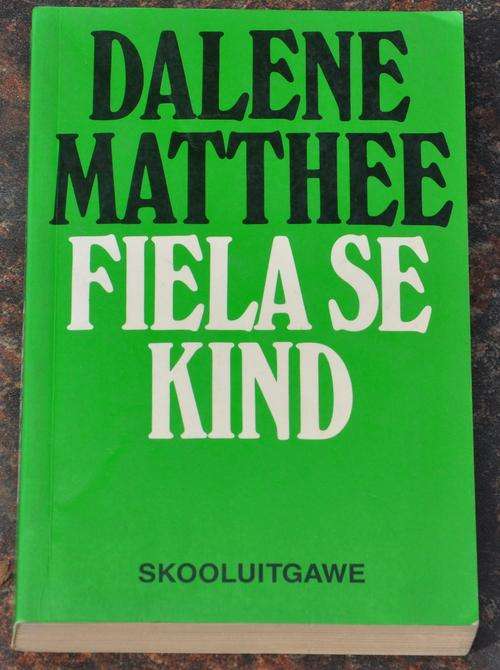 DALENE
MATTHEE
FIELA SE
KIND
SKOOLUITGAWE